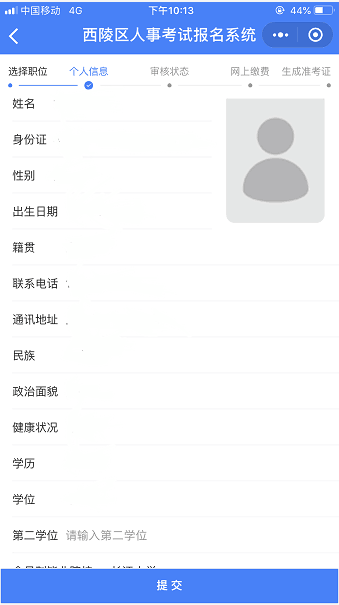 中国移动 4G 下午10:13 44%
西陵区人事考试报名系统
选择职位 个人信息 审核状态 网上缴费 生成准考证
姓名
身份证
性别
出生日期
籍贯
联系电话
通讯地址
民族
政治面貌
健康状况
学历
学位
第二学位 请输入第二学位
提交